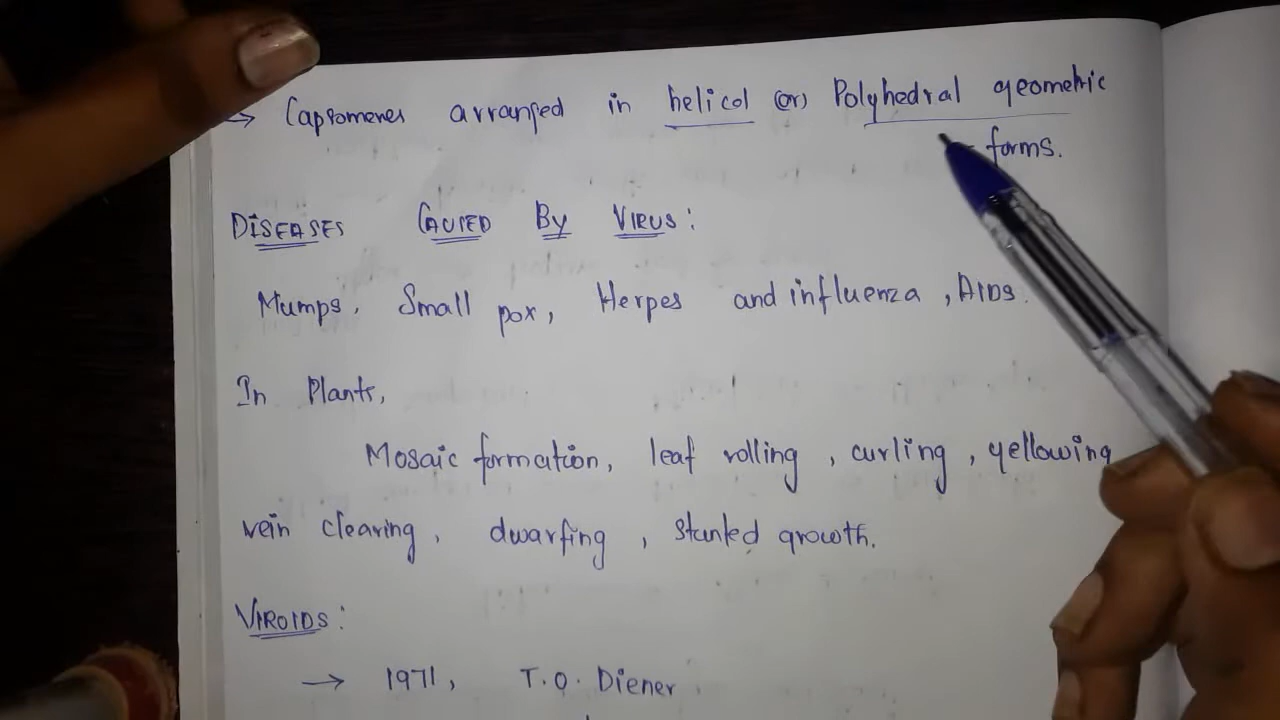 → Capsomeres arranged in helical (or) Polyhedral geometric
forms.
DISEASES CAUSED BY VIRUS:
Mumps, Small pox, Herpes and influenza, AIDS.
In Plants,
Mosaic formation, leaf rolling, curling, yellowing
vein clearing, dwarfing, stunted growth.
VIROIDS:
→ 1971, T.O. Diener